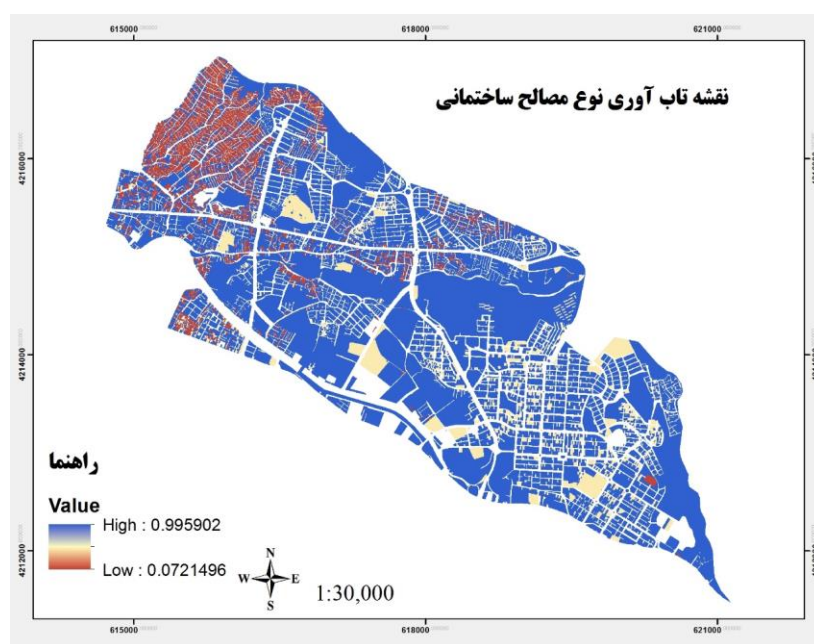 615000 618000 621000
نقشه تاب آوری نوع مصالح ساختمانی
4216000
4214000
4212000
راهنما
Value
High : 0.995902
Low : 0.0721496
N
W E
S
1:30,000
615000 618000 621000